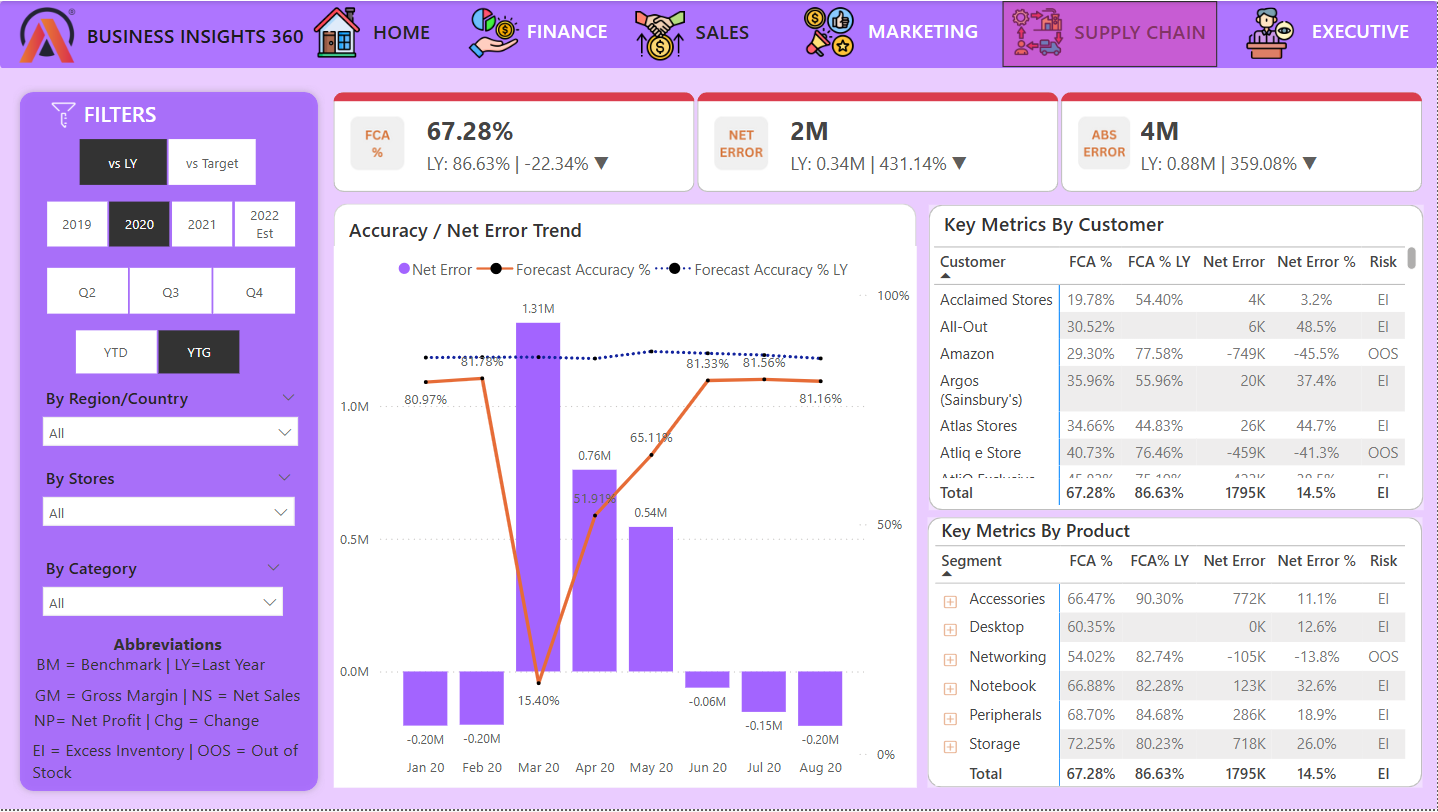 BUSINESS INSIGHTS 360
HOME
FINANCE
SALES
MARKETING
SUPPLY CHAIN
EXECUTIVE
FILTERS
vs LY
vs Target
2019
2020
2021
2022
Est
Q2
Q3
Q4
YTD
YTG
By Region/Country
All
By Stores
All
By Category
All
Abbreviations
BM = Benchmark | LY=Last Year
GM = Gross Margin | NS = Net Sales
NP= Net Profit | Chg = Change
EI = Excess Inventory | OOS = Out of
Stock
FCA
%
67.28%
LY: 86.63% | -22.34% ▼
NET
ERROR
2M
LY: 0.34M | 431.14% ▼
ABS
ERROR
4M
LY: 0.88M | 359.08% ▼
Accuracy / Net Error Trend
Net Error
Forecast Accuracy %
Forecast Accuracy % LY
100%
50%
0%
1.0M
0.5M
0.0M
1.31M
81.78%
80.97%
81.33%
81.56%
81.16%
65.11%
0.76M
51.91%
0.54M
15.40%
-0.20M
-0.20M
-0.06M
-0.15M
-0.20M
Jan 20 Feb 20 Mar 20 Apr 20 May 20 Jun 20 Jul 20 Aug 20
Key Metrics By Customer
Customer FCA % FCA % LY Net Error Net Error % Risk
Acclaimed Stores 19.78% 54.40% 4K 3.2% EI
All-Out 30.52% 6K 48.5% EI
Amazon 29.30% 77.58% -749K -45.5% OOS
Argos 35.96% 55.96% 20K 37.4% EI
(Sainsbury's)
Atlas Stores 34.66% 44.83% 26K 44.7% EI
Atliq e Store 40.73% 76.46% -459K -41.3% OOS
Total 67.28% 86.63% 1795K 14.5% EI
Key Metrics By Product
Segment FCA % FCA% LY Net Error Net Error % Risk
Accessories 66.47% 90.30% 772K 11.1% EI
Desktop 60.35% 0K 12.6% EI
Networking 54.02% 82.74% -105K -13.8% OOS
Notebook 66.88% 82.28% 123K 32.6% EI
Peripherals 68.70% 84.68% 286K 18.9% EI
Storage 72.25% 80.23% 718K 26.0% EI
Total 67.28% 86.63% 1795K 14.5% EI